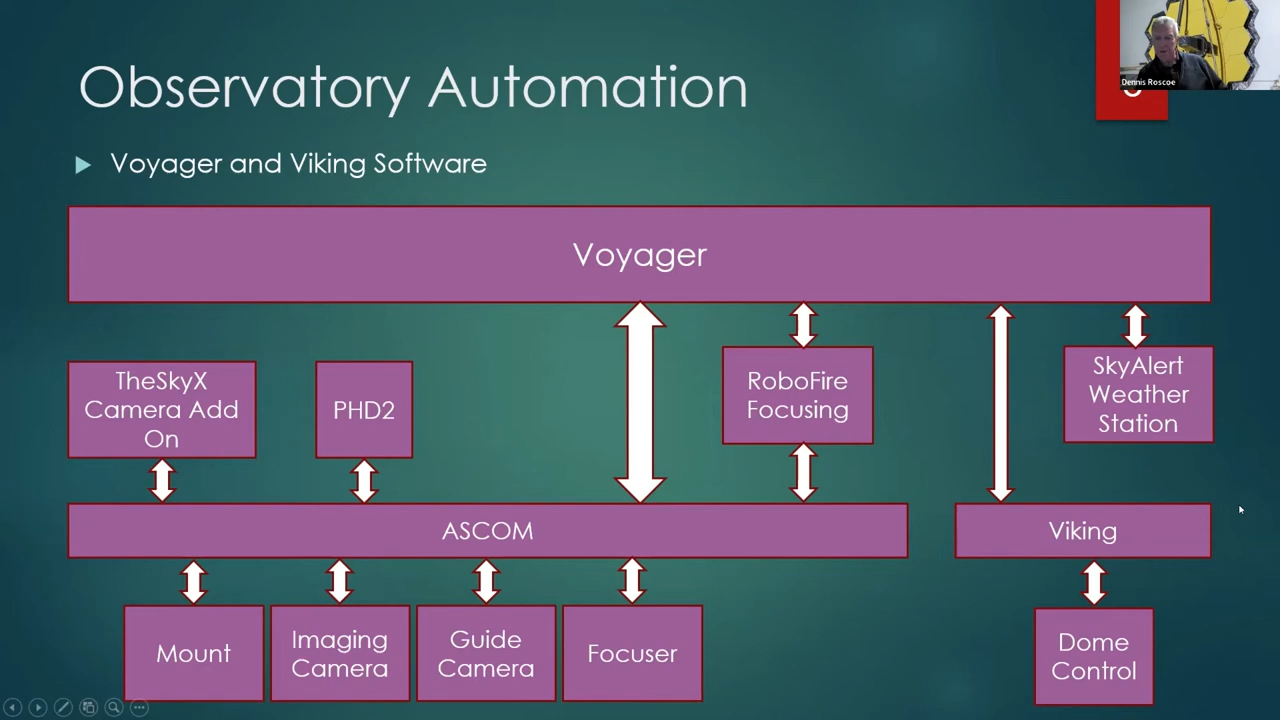 Observatory Automation
Dennis Roscoe
Voyager and Viking Software
Voyager
TheSkyX
Camera Add
On
PHD2
RoboFire
Focusing
SkyAlert
Weather
Station
ASCOM
Viking
Mount
Imaging
Camera
Guide
Camera
Focuser
Dome
Control